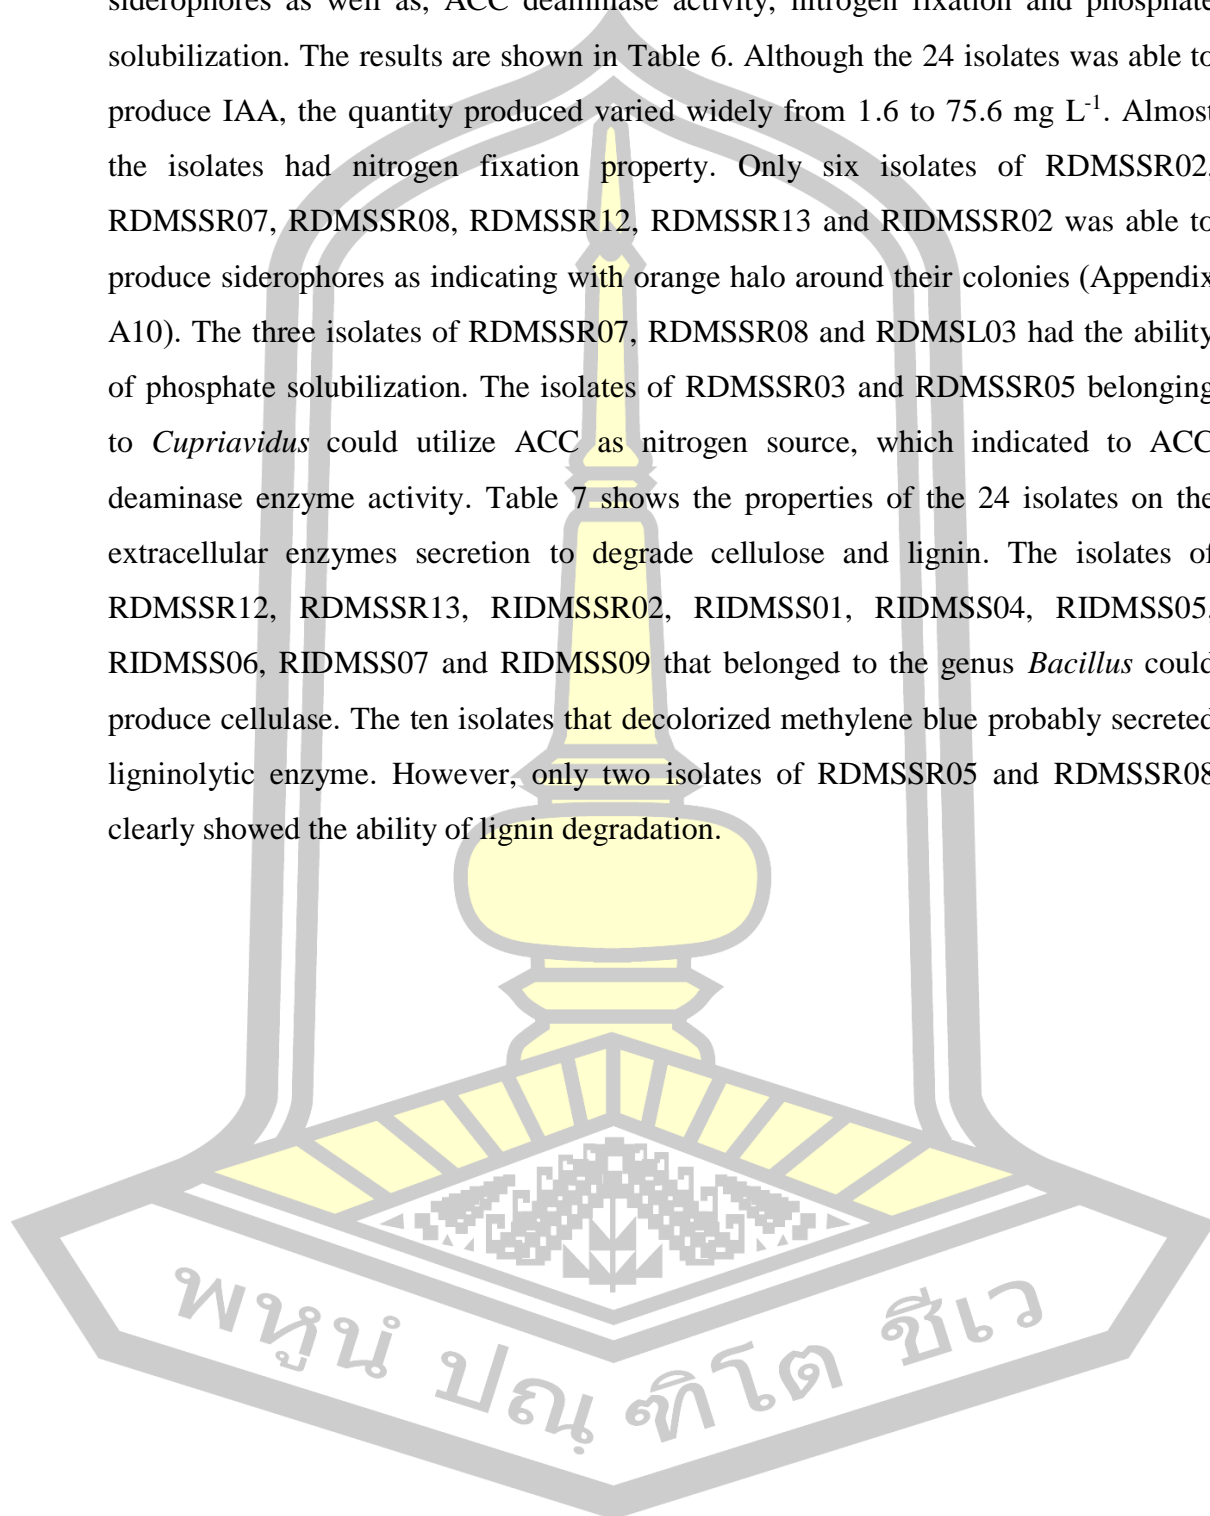 siderophores as well as, ACC deaminase activity, nitrogen fixation and phosphate
solubilization. The results are shown in Table 6. Although the 24 isolates was able to
produce IAA, the quantity produced varied widely from 1.6 to 75.6 mg L-1. Almost
the isolates had nitrogen fixation property. Only six isolates of RDMSSR02,
RDMSSR07, RDMSSR08, RDMSSR12, RDMSSR13 and RIDMSSR02 was able to
produce siderophores as indicating with orange halo around their colonies (Appendix
A10). The three isolates of RDMSSR07, RDMSSR08 and RDMSL03 had the ability
of phosphate solubilization. The isolates of RDMSSR03 and RDMSSR05 belonging
to Cupriavidus could utilize ACC as nitrogen source, which indicated to ACC
deaminase enzyme activity. Table 7 shows the properties of the 24 isolates on the
extracellular enzymes secretion to degrade cellulose and lignin. The isolates of
RDMSSR12, RDMSSR13, RIDMSSR02, RIDMSS01, RIDMSS04, RIDMSS05,
RIDMSS06, RIDMSS07 and RIDMSS09 that belonged to the genus Bacillus could
produce cellulase. The ten isolates that decolorized methylene blue probably secreted
ligninolytic enzyme. However, only two isolates of RDMSSR05 and RDMSSR08
clearly showed the ability of lignin degradation.
พหูนํ ปณฺฑิโต ชีเว